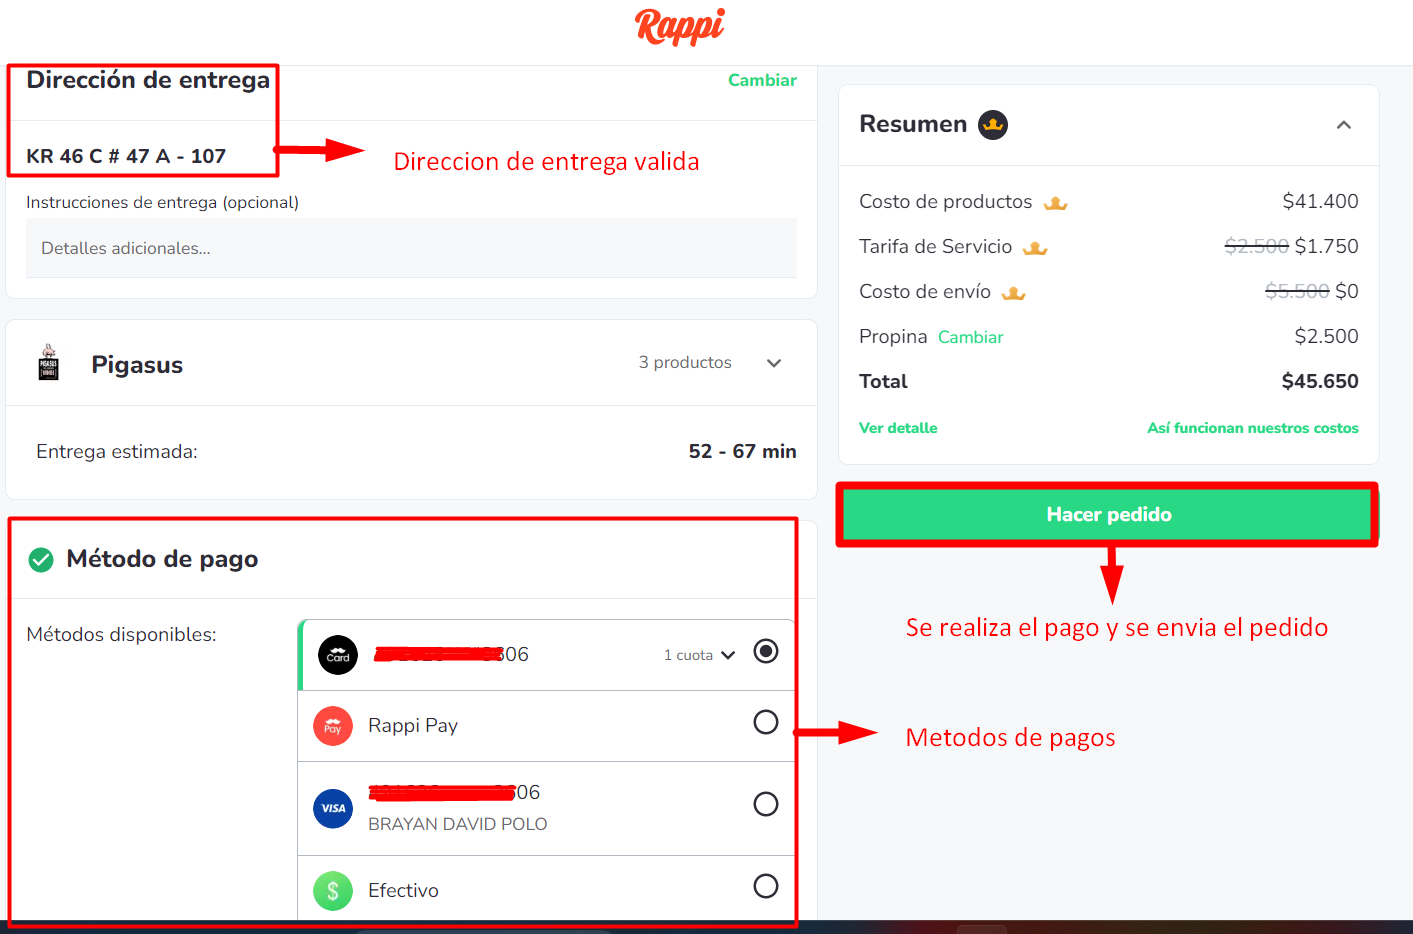 Rappi
Dirección de entrega
Cambiar
KR 46 C # 47 A - 107
Direccion de entrega valida
Instrucciones de entrega (opcional)
Detalles adicionales...
Pigasus
3 productos
Entrega estimada:
52 - 67 min
Método de pago
Métodos disponibles:
Card
606
1 cuota
Pay
Rappi Pay
VISA
606
BRAYAN DAVID POLO
$
Efectivo
Metodos de pagos
Resumen
Costo de productos
$41.400
Tarifa de Servicio
$2.500 $1.750
Costo de envío
$5.500 $0
Propina Cambiar
$2.500
Total
$45.650
Ver detalle
Así funcionan nuestros costos
Hacer pedido
Se realiza el pago y se envia el pedido